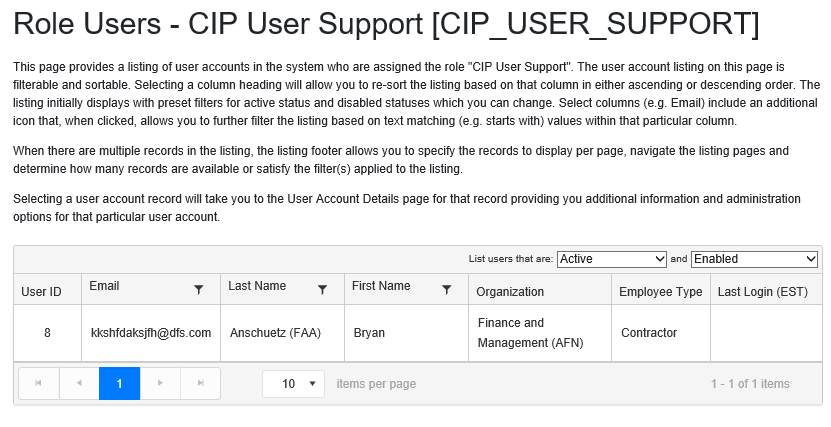 Role Users - CIP User Support [CIP_USER_SUPPORT]
This page provides a listing of user accounts in the system who are assigned the role "CIP User Support". The user account listing on this page is
filterable and sortable. Selecting a column heading will allow you to re-sort the listing based on that column in either ascending or descending order. The
listing initially displays with preset filters for active status and disabled statuses which you can change. Select columns (e.g. Email) include an additional
icon that, when clicked, allows you to further filter the listing based on text matching (e.g. starts with) values within that particular column.
When there are multiple records in the listing, the listing footer allows you to specify the records to display per page, navigate the listing pages and
determine how many records are available or satisfy the filter(s) applied to the listing.
Selecting a user account record will take you to the User Account Details page for that record providing you additional information and administration
options for that particular user account.
List users that are: Active and Enabled
User ID Email Last Name First Name Organization Employee Type Last Login (EST)
8 kkshfdaksjfh@dfs.com Anschuetz (FAA) Bryan Finance and Contractor
Management (AFN)
1 10 items per page 1 - 1 of 1 items